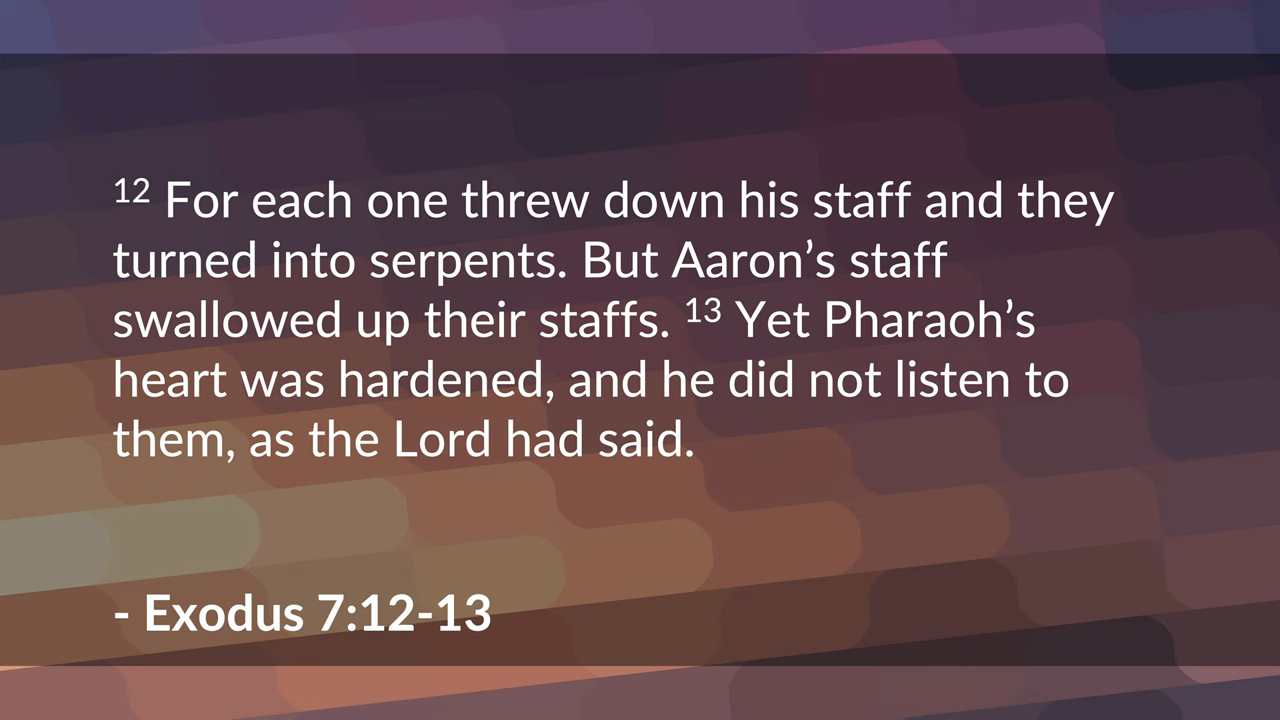 12 For each one threw down his staff and they
turned into serpents. But Aaron’s staff
swallowed up their staffs. 13 Yet Pharaoh’s
heart was hardened, and he did not listen to
them, as the Lord had said.
- Exodus 7:12-13